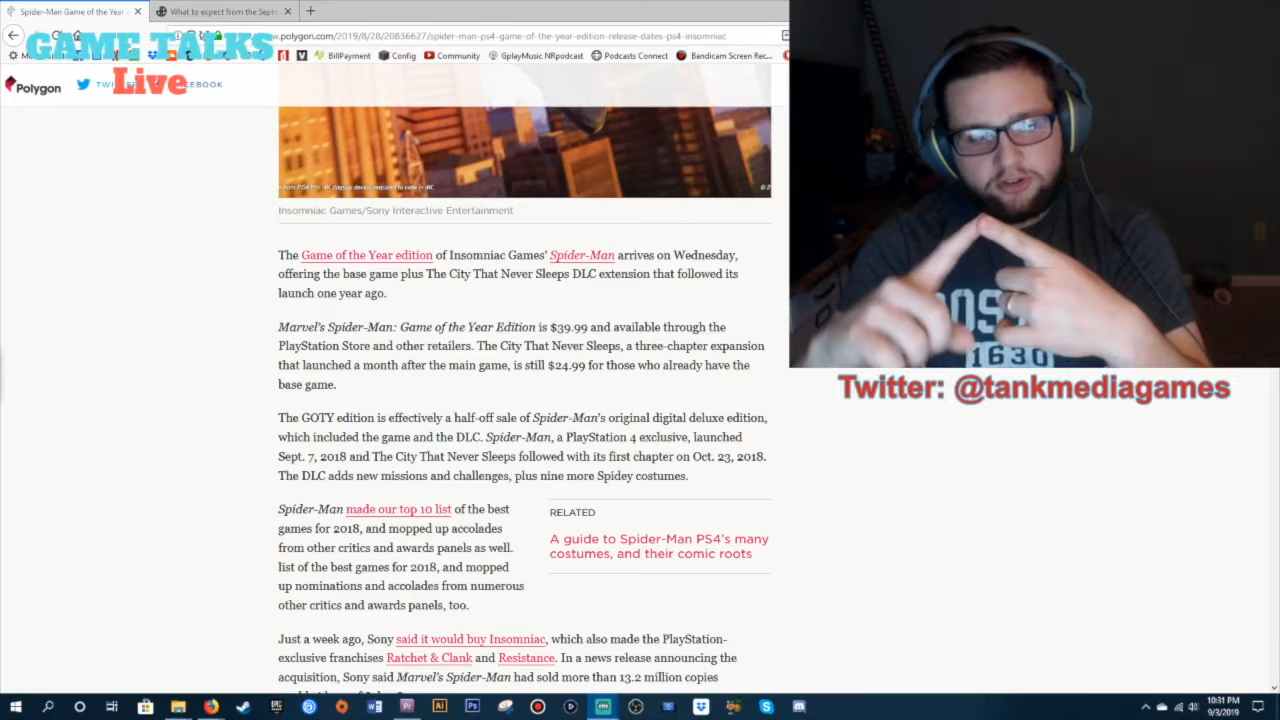 Spider-Man Game of the Year
What to expect from the Septe
GAME TALKS
Live
www.polygon.com/2019/8/28/20836627/spider-man-ps4-game-of-the-year-edition-release-dates-ps4-insomniac
BillPayment
Config
Community
GplayMusic NRpodcast
Podcasts Connect
Bandicam Screen Rec...
Polygon
from PS4 Pro. 4K display device required to view in 4K.
Insomniac Games/Sony Interactive Entertainment
The Game of the Year edition of Insomniac Games' Spider-Man arrives on Wednesday,
offering the base game plus The City That Never Sleeps DLC extension that followed its
launch one year ago.
Marvel's Spider-Man: Game of the Year Edition is $39.99 and available through the
PlayStation Store and other retailers. The City That Never Sleeps, a three-chapter expansion
that launched a month after the main game, is still $24.99 for those who already have the
base game.
The GOTY edition is effectively a half-off sale of Spider-Man's original digital deluxe edition,
which included the game and the DLC. Spider-Man, a PlayStation 4 exclusive, launched
Sept. 7, 2018 and The City That Never Sleeps followed with its first chapter on Oct. 23, 2018.
The DLC adds new missions and challenges, plus nine more Spidey costumes.
Spider-Man made our top 10 list of the best
games for 2018, and mopped up accolades
from other critics and awards panels as well.
list of the best games for 2018, and mopped
up nominations and accolades from numerous
other critics and awards panels, too.
RELATED
A guide to Spider-Man PS4's many
costumes, and their comic roots
Just a week ago, Sony said it would buy Insomniac, which also made the PlayStation-
exclusive franchises Ratchet & Clank and Resistance. In a news release announcing the
acquisition, Sony said Marvel's Spider-Man had sold more than 13.2 million copies
1630
Twitter: @tankmediagames
10:31 PM
9/3/2019